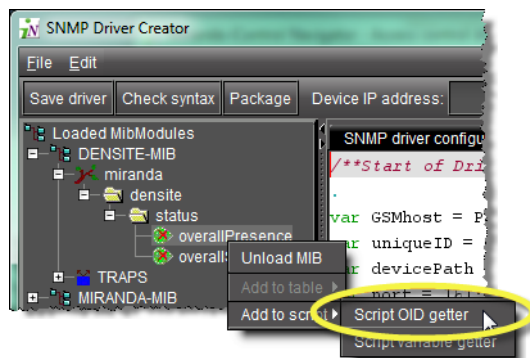 SNMP Driver Creator
File Edit
Save driver Check syntax Package Device IP address:
Loaded MibModules
DENSITE-MIB
miranda
densite
status
overallPresence
overall
TRAPS
MIRANDA-MIB
Unload MIB
Add to table
Add to script
Script OID getter
Script variable getter
SNMP driver configu
/**Start of Dri
var GSMhost = P
var uniqueID =
var devicePath